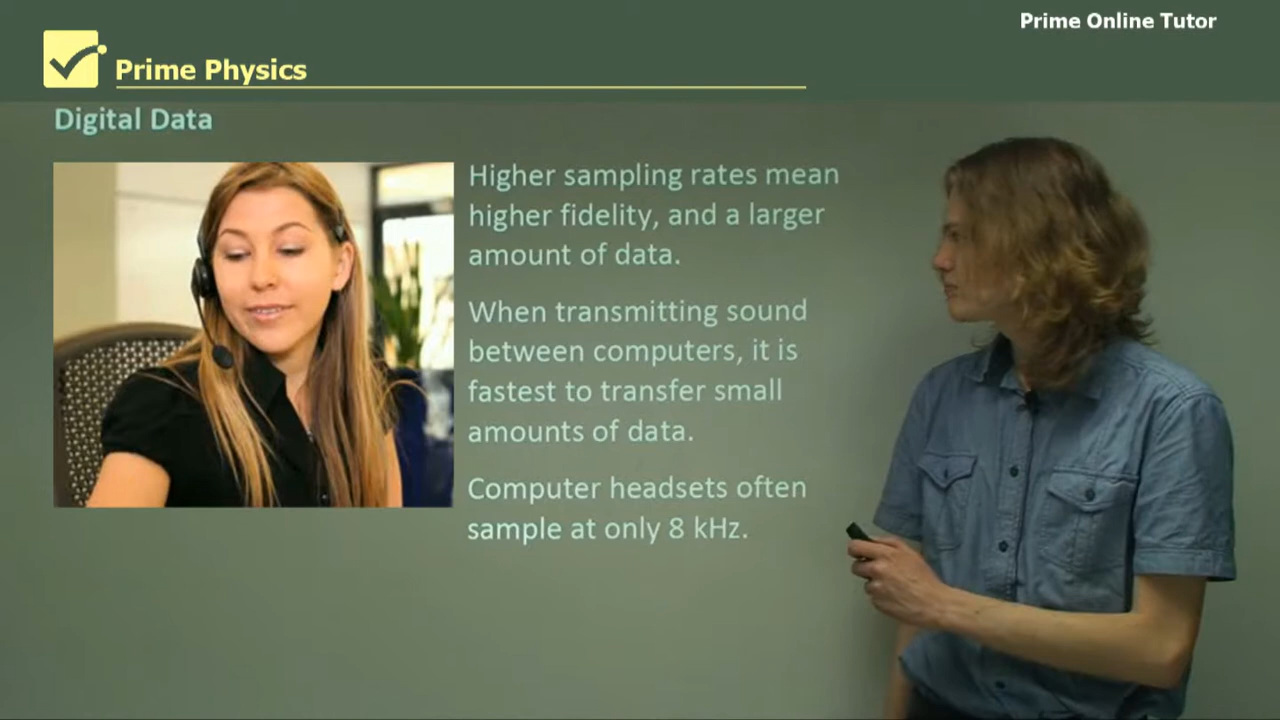 Prime Online Tutor
Prime Physics
Digital Data
Higher sampling rates mean
higher fidelity, and a larger
amount of data.
When transmitting sound
between computers, it is
fastest to transfer small
amounts of data.
Computer headsets often
sample at only 8 kHz.